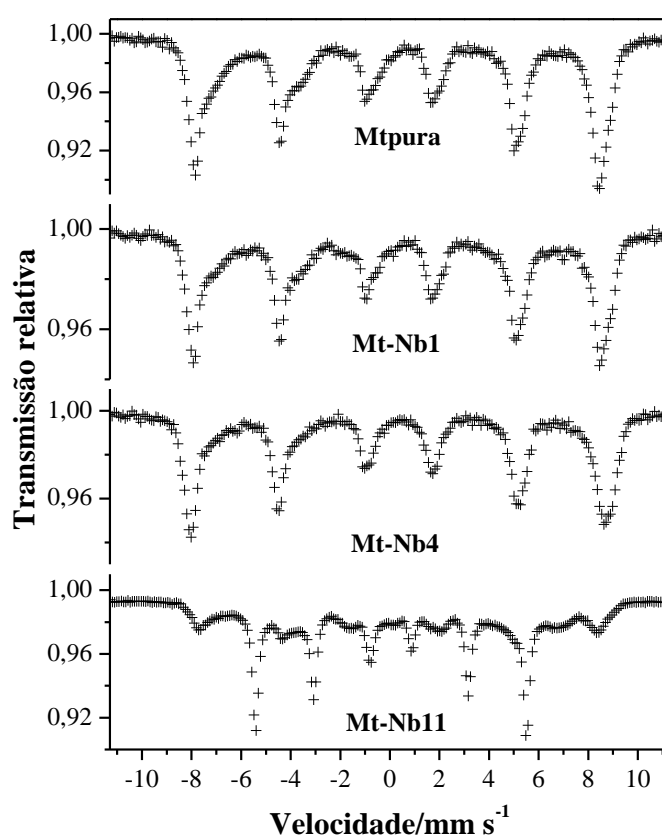 Transmissão relativa
1,00
0,96
0,92
Mtpura
1,00
0,96
Mt-Nb1
1,00
0,96
Mt-Nb4
1,00
0,96
0,92
Mt-Nb11
-10 -8 -6 -4 -2 0 2 4 6 8 10
Velocidade/mm s⁻¹